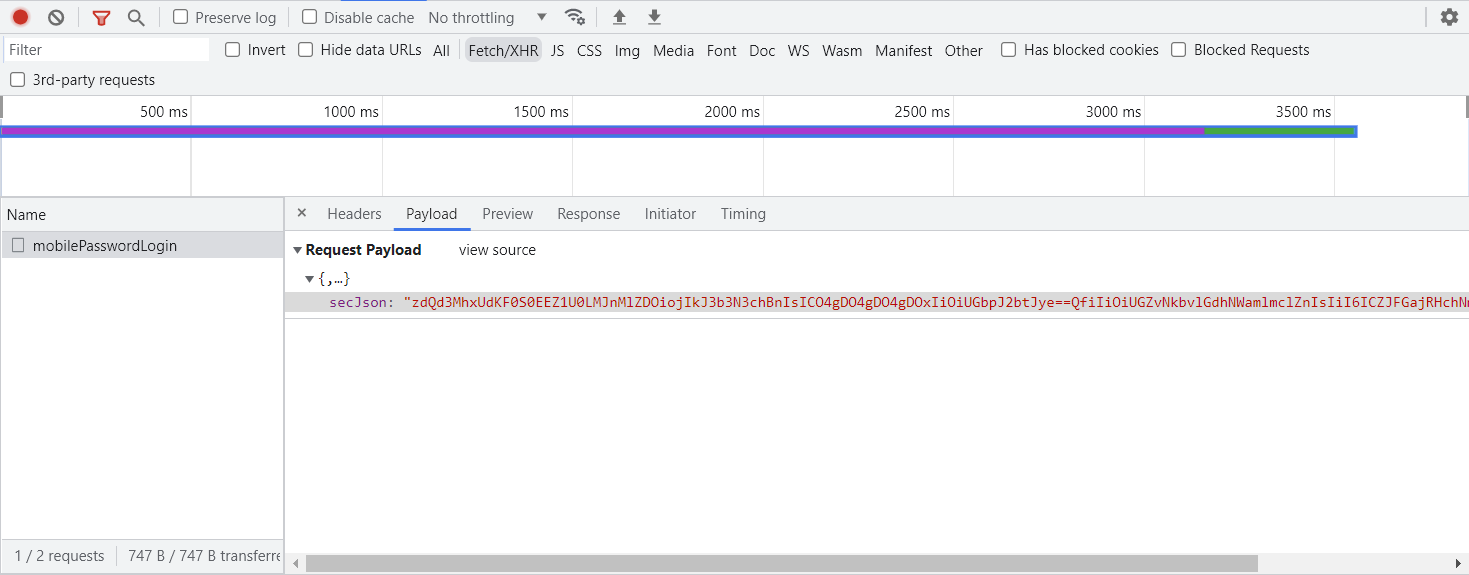 Preserve log Disable cache No throttling
Filter Invert Hide data URLs All Fetch/XHR JS CSS Img Media Font Doc WS Wasm Manifest Other Has blocked cookies Blocked Requests
3rd-party requests
500 ms 1000 ms 1500 ms 2000 ms 2500 ms 3000 ms 3500 ms
Name × Headers Payload Preview Response Initiator Timing
mobilePasswordLogin
Request Payload view source
{,…}
secJson: "zdQd3MhxUdKF0S0EEZ1U0LMJnMlZDOiojIkJ3b3N3chBnIsICO4gDO4gDO4gDOxIiOiUGbpJ2btJye==QfiIiOiUGZvNkbvlGdhNWamlmclZnIsIiI6ICZJFGajRHchN
1 / 2 requests 747 B / 747 B transferre